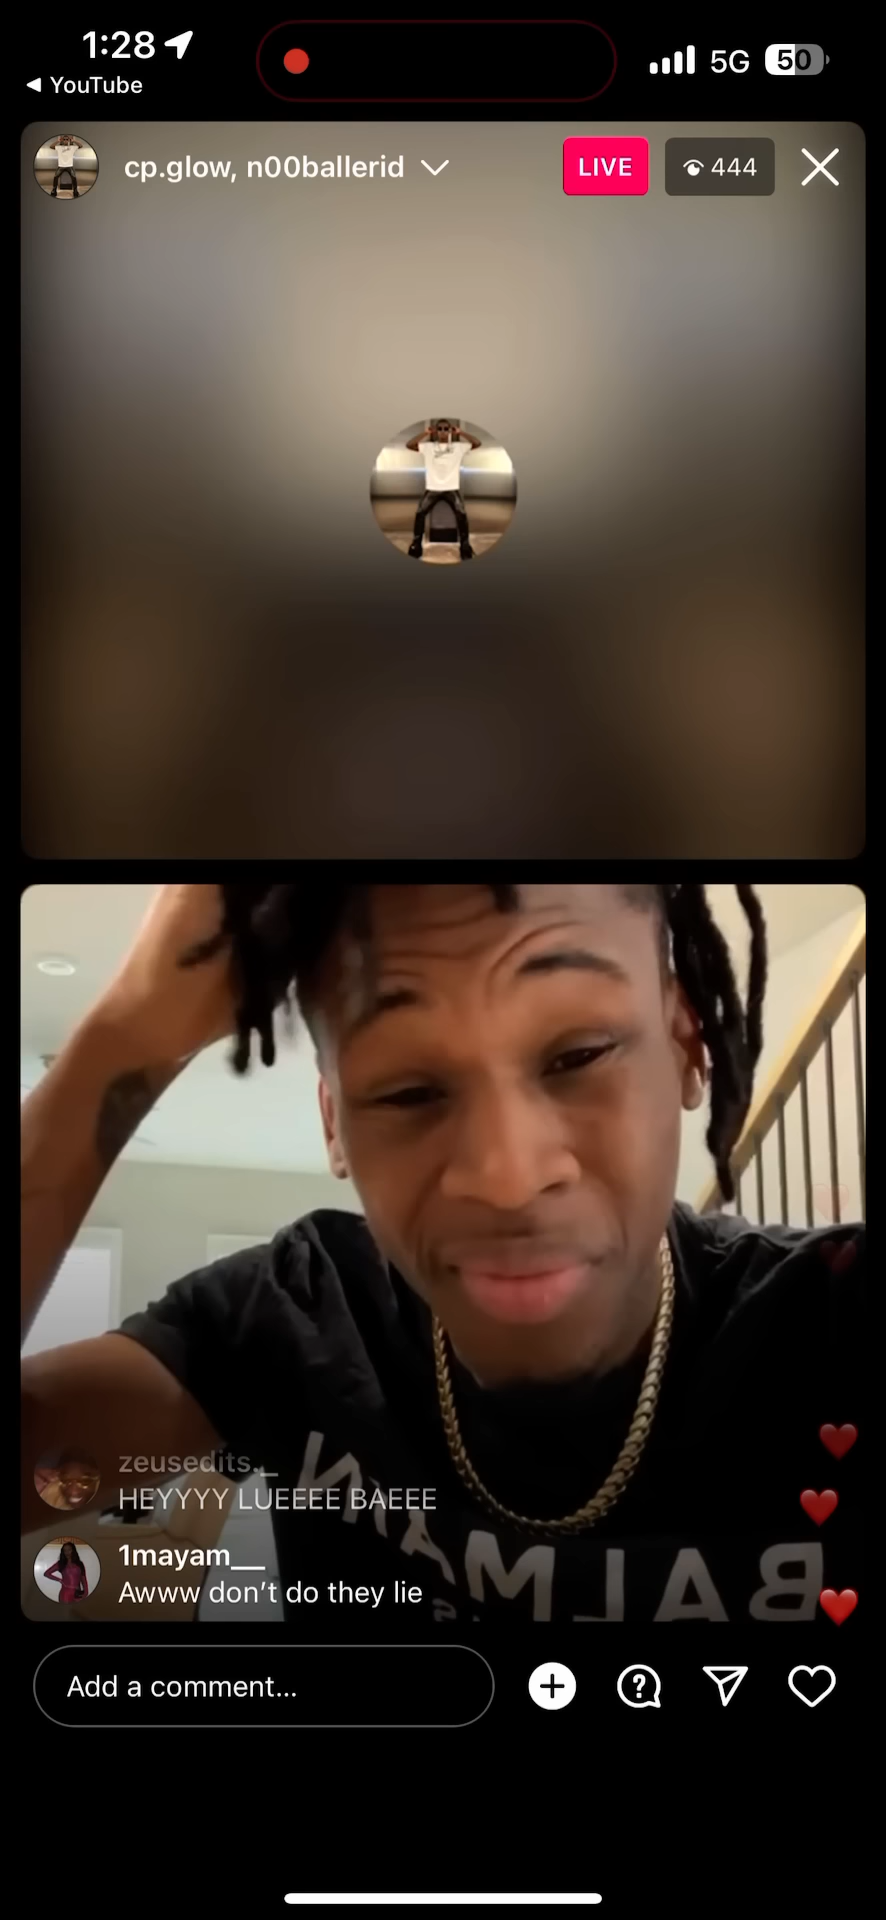 1:28
5G
50
◀ YouTube
cp.glow, n00ballerid
LIVE
444
zeusedits._
HEYYYY LUEEEE BAEEE
1mayam__
Awww don’t do they lie
BALMAIN
Add a comment...